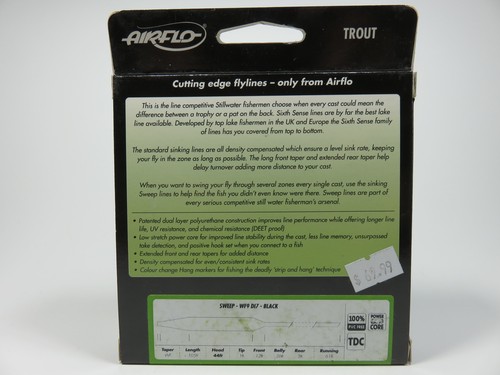 AIRFLO
TROUT
Cutting edge flylines – only from Airflo
This is the line competitive Stillwater fishermen choose when every cast could mean the
difference between a trophy or a pat on the back. Sixth Sense lines are by far the best lake
line available. Developed by top lake fishermen in the UK and Europe the Sixth Sense family
of lines has you covered from top to bottom.
The standard sinking lines are all density compensated which ensure a level sink rate, keeping
your fly in the zone as long as possible. The long front taper and extended rear taper help
delay turnover adding more distance to your cast.
When you want to swing your fly through several zones every single cast, use the sinking
Sweep lines to help find the fish you didn't even know were there. Sweep lines are part of
every serious competitive still water fisherman's arsenal.
• Patented dual layer polyurethane construction improves line performance while offering longer
line life, UV resistance, and chemical resistance (DEET proof)
• Low stretch power core for improved line stability during the cast, less line memory, unsurpassed
take detection, and positive hook set when you connect to a fish
• Extended front and rear tapers for added distance
• Density compensated for even/consistent sink rates
• Colour change Hang markers for fishing the deadly 'strip and hang' technique
$ 69.99
SWEEP - WF9 DI7 - BLACK
100%
PVC FREE
POWER
CORE
TDC
Taper Length Head Tip Front Belly Rear Running